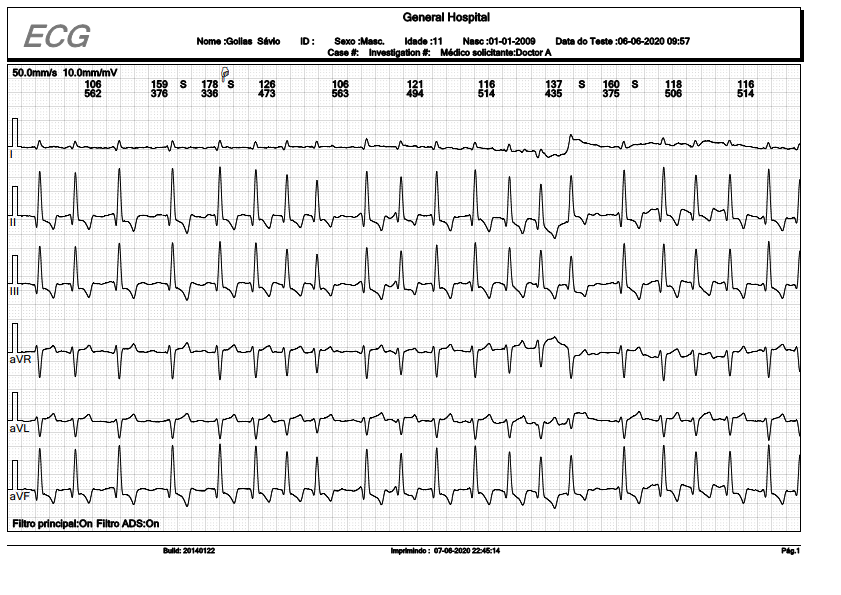 General Hospital
ECG
Nome :Golias Sávio ID : Sexo :Masc. Idade :11 Nasc :01-01-2009 Data do Teste :06-06-2020 09:57
Case #: Investigation #: Médico solicitante:Doctor A
50.0mm/s 10.0mm/mV
106 159 S 178 S 126 106 121 116 137 S 160 S 118 116
562 376 336 473 563 494 514 435 375 506 514
I
II
III
aVR
aVL
aVF
Filtro principal:On Filtro ADS:On
Build: 20140122 Imprimindo : 07-06-2020 22:45:14 Pág.1